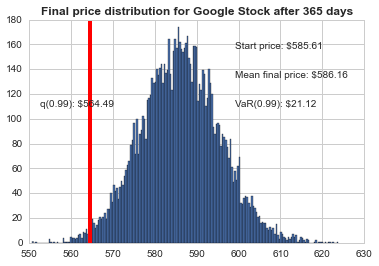 Final price distribution for Google Stock after 365 days
180
160
140
120
100
80
60
40
20
0
Start price: $585.61
Mean final price: $586.16
q(0.99): $564.49
VaR(0.99): $21.12
550 560 570 580 590 600 610 620 630